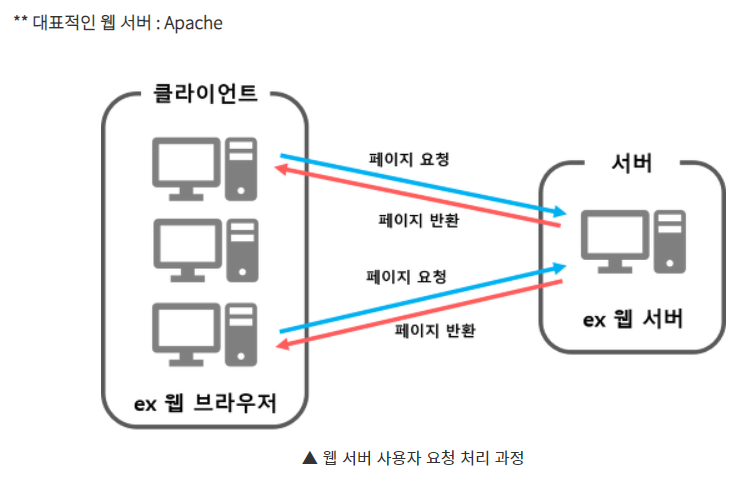 ** 대표적인 웹 서버 : Apache
클라이언트
서버
페이지 요청
페이지 반환
페이지 요청
페이지 반환
ex 웹 서버
ex 웹 브라우저
▲ 웹 서버 사용자 요청 처리 과정